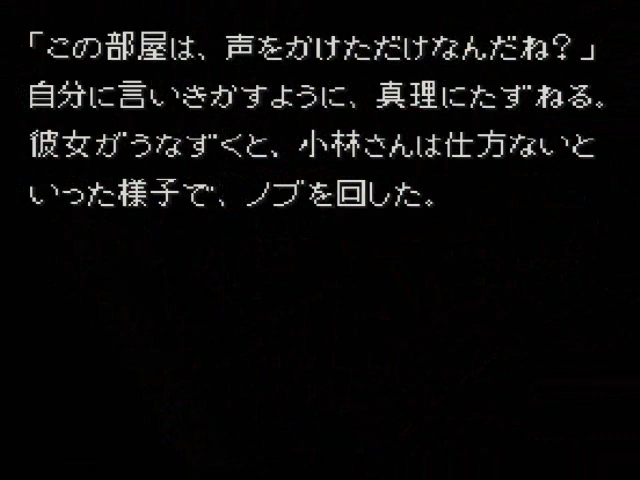 「この部屋は、声をかけただけなんだね？」
自分に言いきかすように、真理にたずねる。
彼女がうなずくと、小林さんは仕方ないと
いった様子で、ノブを回した。